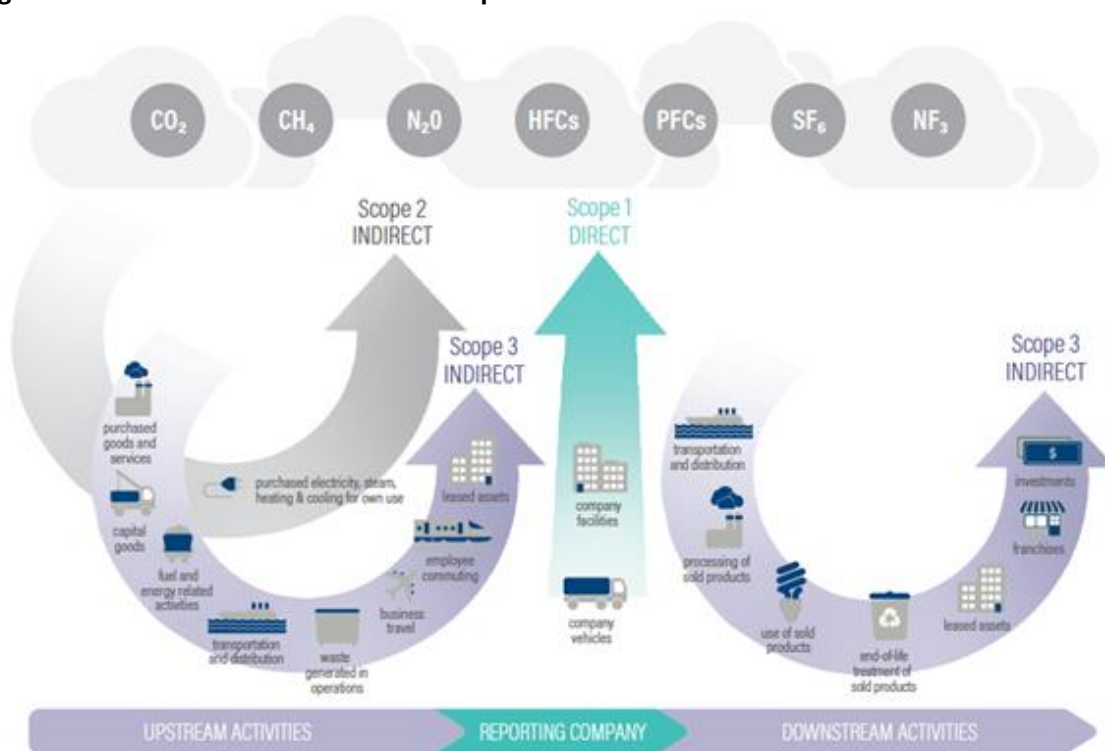 CO₂
CH₄
N₂0
HFCs
PFCs
SF₆
NF₃
Scope 2
INDIRECT
Scope 1
DIRECT
Scope 3
INDIRECT
Scope 3
INDIRECT
purchased
goods and
services
capital
goods
fuel and
energy related
activities
transportation
and distribution
waste
generated in
operations
business
travel
employee
commuting
leased assets
purchased electricity, steam,
heating & cooling for own use
company
facilities
company
vehicles
transportation
and distribution
processing of
sold products
use of sold
products
end-of-life
treatment of
sold products
leased assets
franchises
$
investments
UPSTREAM ACTIVITIES
REPORTING COMPANY
DOWNSTREAM ACTIVITIES